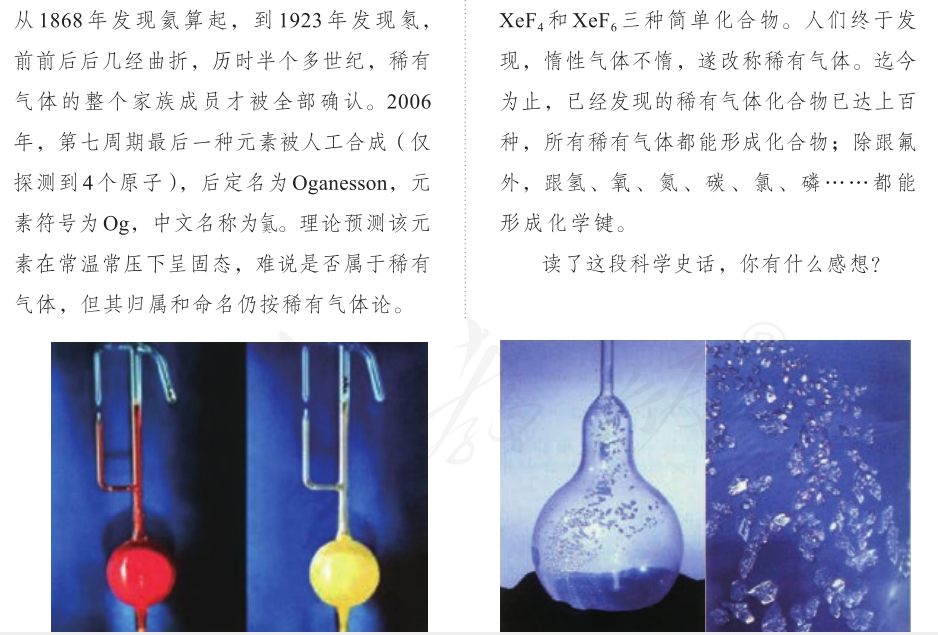 从1868年发现氦算起，到1923年发现氡，
前前后后几经曲折，历时半个多世纪，稀有
气体的整个家族成员才被全部确认。2006
年，第七周期最后一种元素被人工合成（仅
探测到4个原子），后定名为Oganesson，元
素符号为Og，中文名称为鿫。理论预测该元
素在常温常压下呈固态，难说是否属于稀有
气体，但其归属和命名仍按稀有气体论。
XeF₄和XeF₆三种简单化合物。人们终于发
现，惰性气体不惰，遂改称稀有气体。迄今
为止，已经发现的稀有气体化合物已达上百
种，所有稀有气体都能形成化合物；除跟氟
外，跟氢、氧、氮、碳、氯、磷……都能
形成化学键。
读了这段科学史话，你有什么感想？